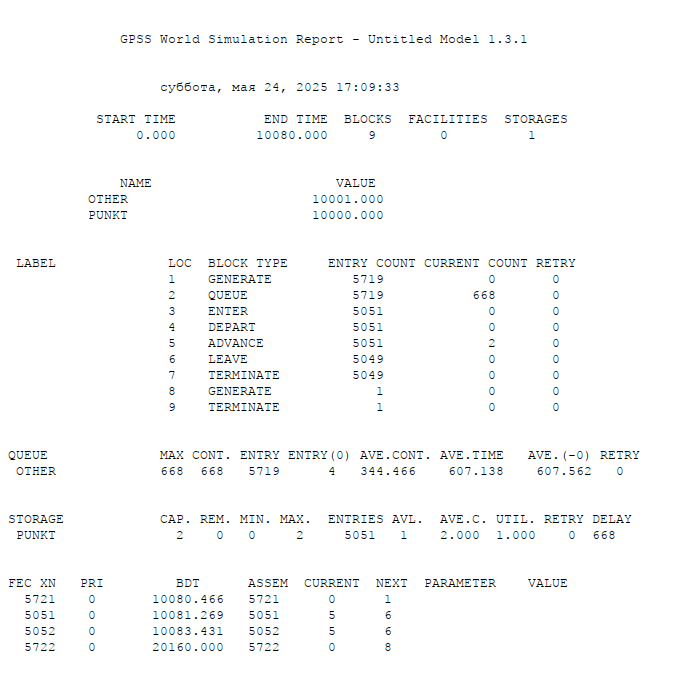 GPSS World Simulation Report - Untitled Model 1.3.1
суббота, мая 24, 2025 17:09:33
START TIME END TIME BLOCKS FACILITIES STORAGES
0.000 10080.000 9 0 1
NAME VALUE
OTHER 10001.000
PUNKT 10000.000
LABEL LOC BLOCK TYPE ENTRY COUNT CURRENT COUNT RETRY
1 GENERATE 5719 0 0
2 QUEUE 5719 668 0
3 ENTER 5051 0 0
4 DEPART 5051 0 0
5 ADVANCE 5051 2 0
6 LEAVE 5049 0 0
7 TERMINATE 5049 0 0
8 GENERATE 1 0 0
9 TERMINATE 1 0 0
QUEUE MAX CONT. ENTRY ENTRY(0) AVE.CONT. AVE.TIME AVE.(-0) RETRY
OTHER 668 668 5719 4 344.466 607.138 607.562 0
STORAGE CAP. REM. MIN. MAX. ENTRIES AVL. AVE.C. UTIL. RETRY DELAY
PUNKT 2 0 0 2 5051 1 2.000 1.000 0 668
FEC XN PRI BDT ASSEM CURRENT NEXT PARAMETER VALUE
5721 0 10080.466 5721 0 1
5051 0 10081.269 5051 5 6
5052 0 10083.431 5052 5 6
5722 0 20160.000 5722 0 8